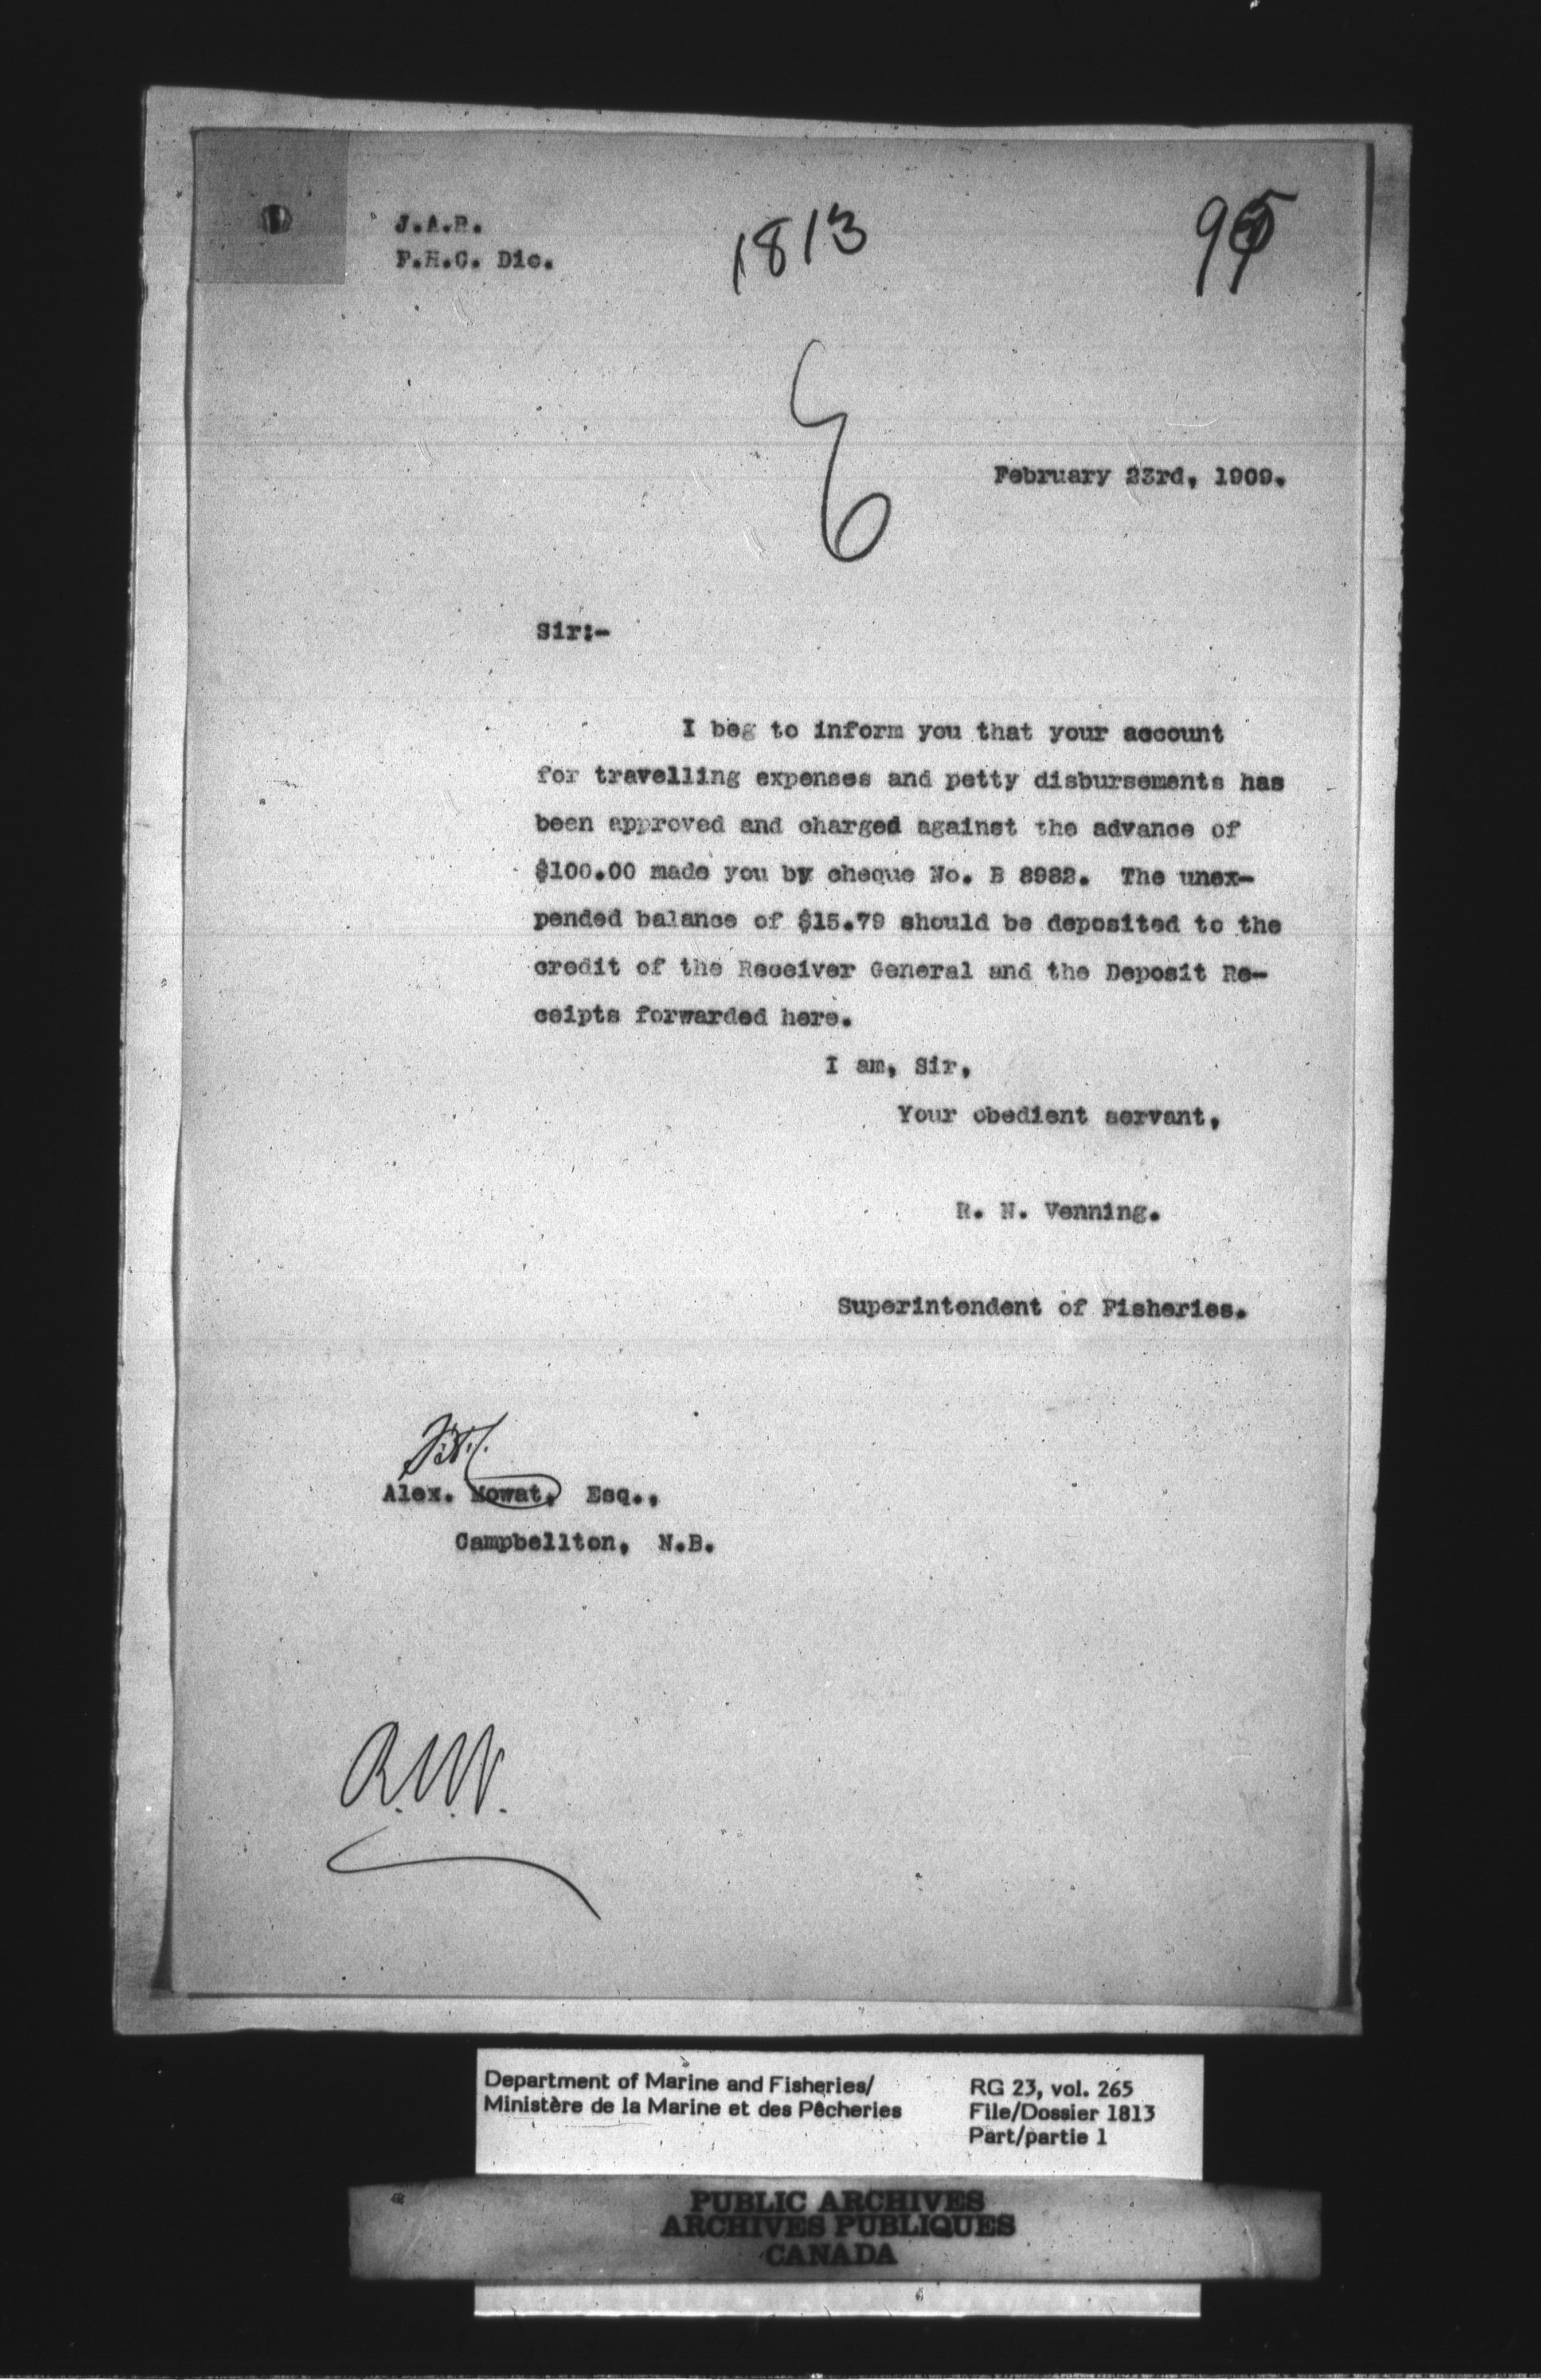 J.A.R.
F.H.C. Dic.
1813
95
February 23rd, 1909.
Sir:-
I beg to inform you that your account
for travelling expenses and petty disbursements has
been approved and charged against the advance of
$100.00 made you by cheque No. B 8982. The unex-
pended balance of $15.79 should be deposited to the
credit of the Receiver General and the Deposit Re-
ceipts forwarded here.
I am, Sir,
Your obedient servant,
R. N. Venning.
Superintendent of Fisheries.
Alex. Mowat, Esq.,
Campbellton, N.B.
Department of Marine and Fisheries/
Ministère de la Marine et des Pêcheries
RG 23, vol. 265
File/Dossier 1813
Part/partie 1
PUBLIC ARCHIVES
ARCHIVES PUBLIQUES
CANADA